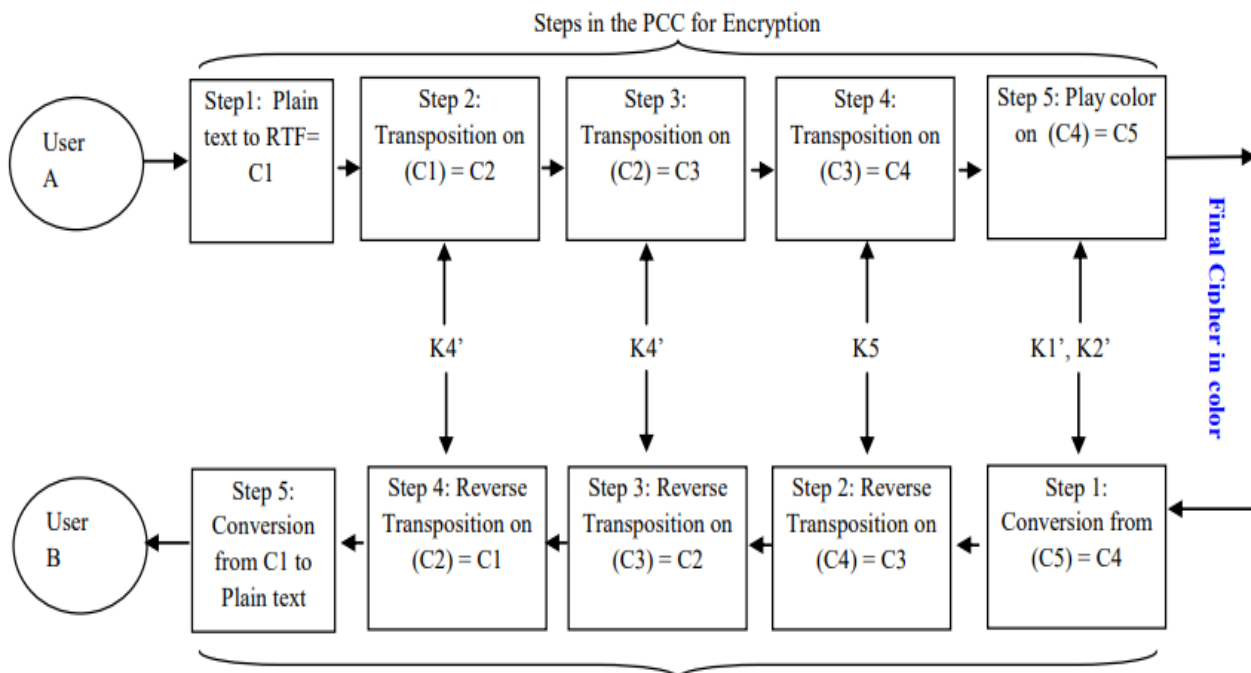 Steps in the PCC for Encryption
User
A
Step1: Plain
text to RTF=
C1
Step 2:
Transposition on
(C1) = C2
Step 3:
Transposition on
(C2) = C3
Step 4:
Transposition on
(C3) = C4
Step 5: Play color
on (C4) = C5
Final Cipher in color
K4’
K4’
K5
K1’, K2’
User
B
Step 5:
Conversion
from C1 to
Plain text
Step 4: Reverse
Transposition on
(C2) = C1
Step 3: Reverse
Transposition on
(C3) = C2
Step 2: Reverse
Transposition on
(C4) = C3
Step 1:
Conversion from
(C5) = C4